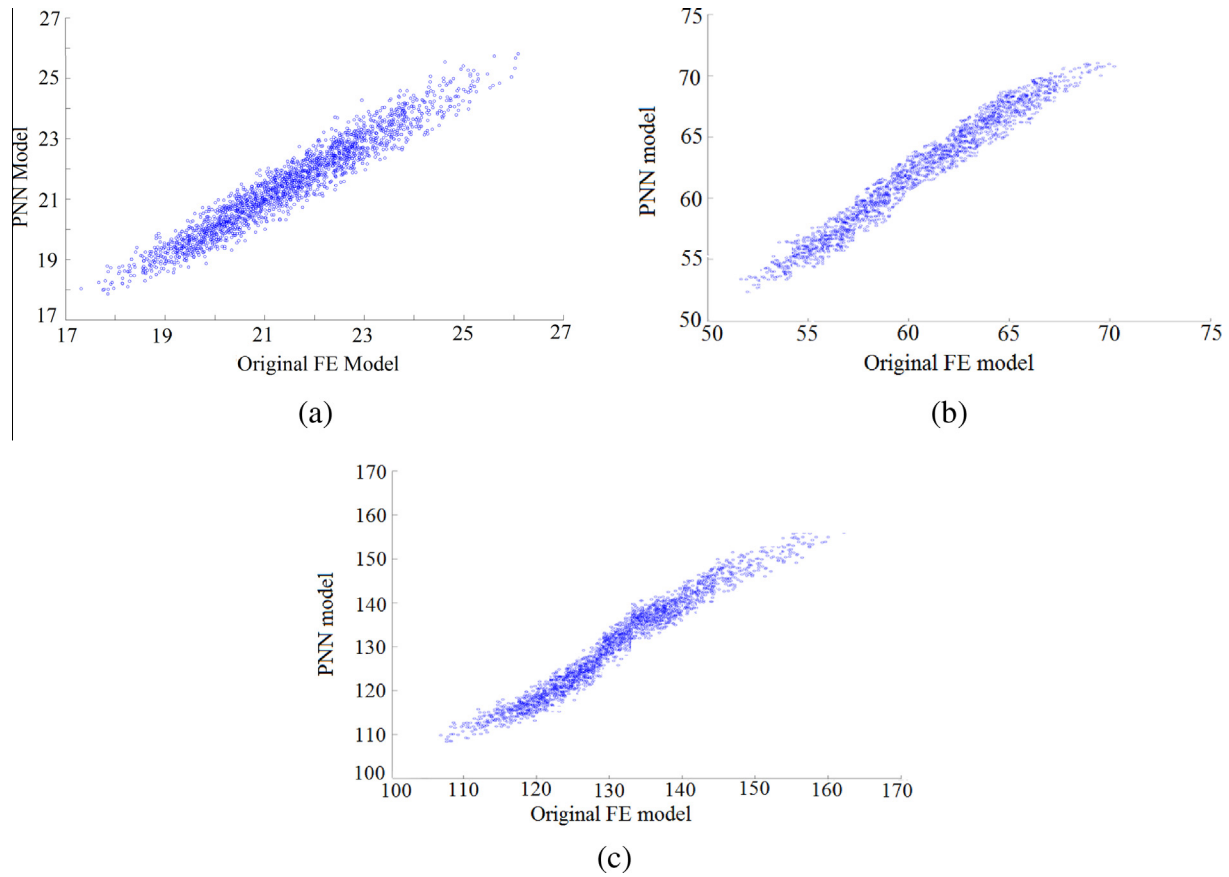 27
25
23
21
19
17
PNN Model
17 19 21 23 25 27
Original FE Model
(a)
75
70
65
60
55
50
PNN model
50 55 60 65 70 75
Original FE model
(b)
170
160
150
140
130
120
110
100
PNN model
100 110 120 130 140 150 160 170
Original FE model
(c)